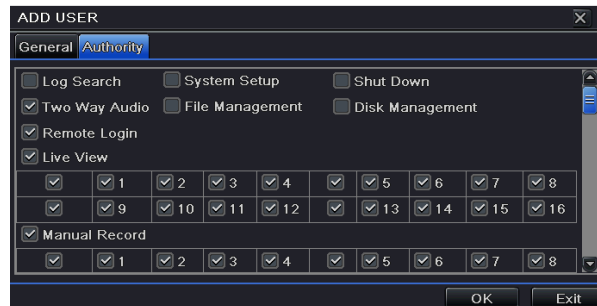 ADD USER
General Authority
Log Search System Setup Shut Down
Two Way Audio File Management Disk Management
Remote Login
Live View
1 2 3 4 5 6 7 8
9 10 11 12 13 14 15 16
Manual Record
1 2 3 4 5 6 7 8
OK Exit